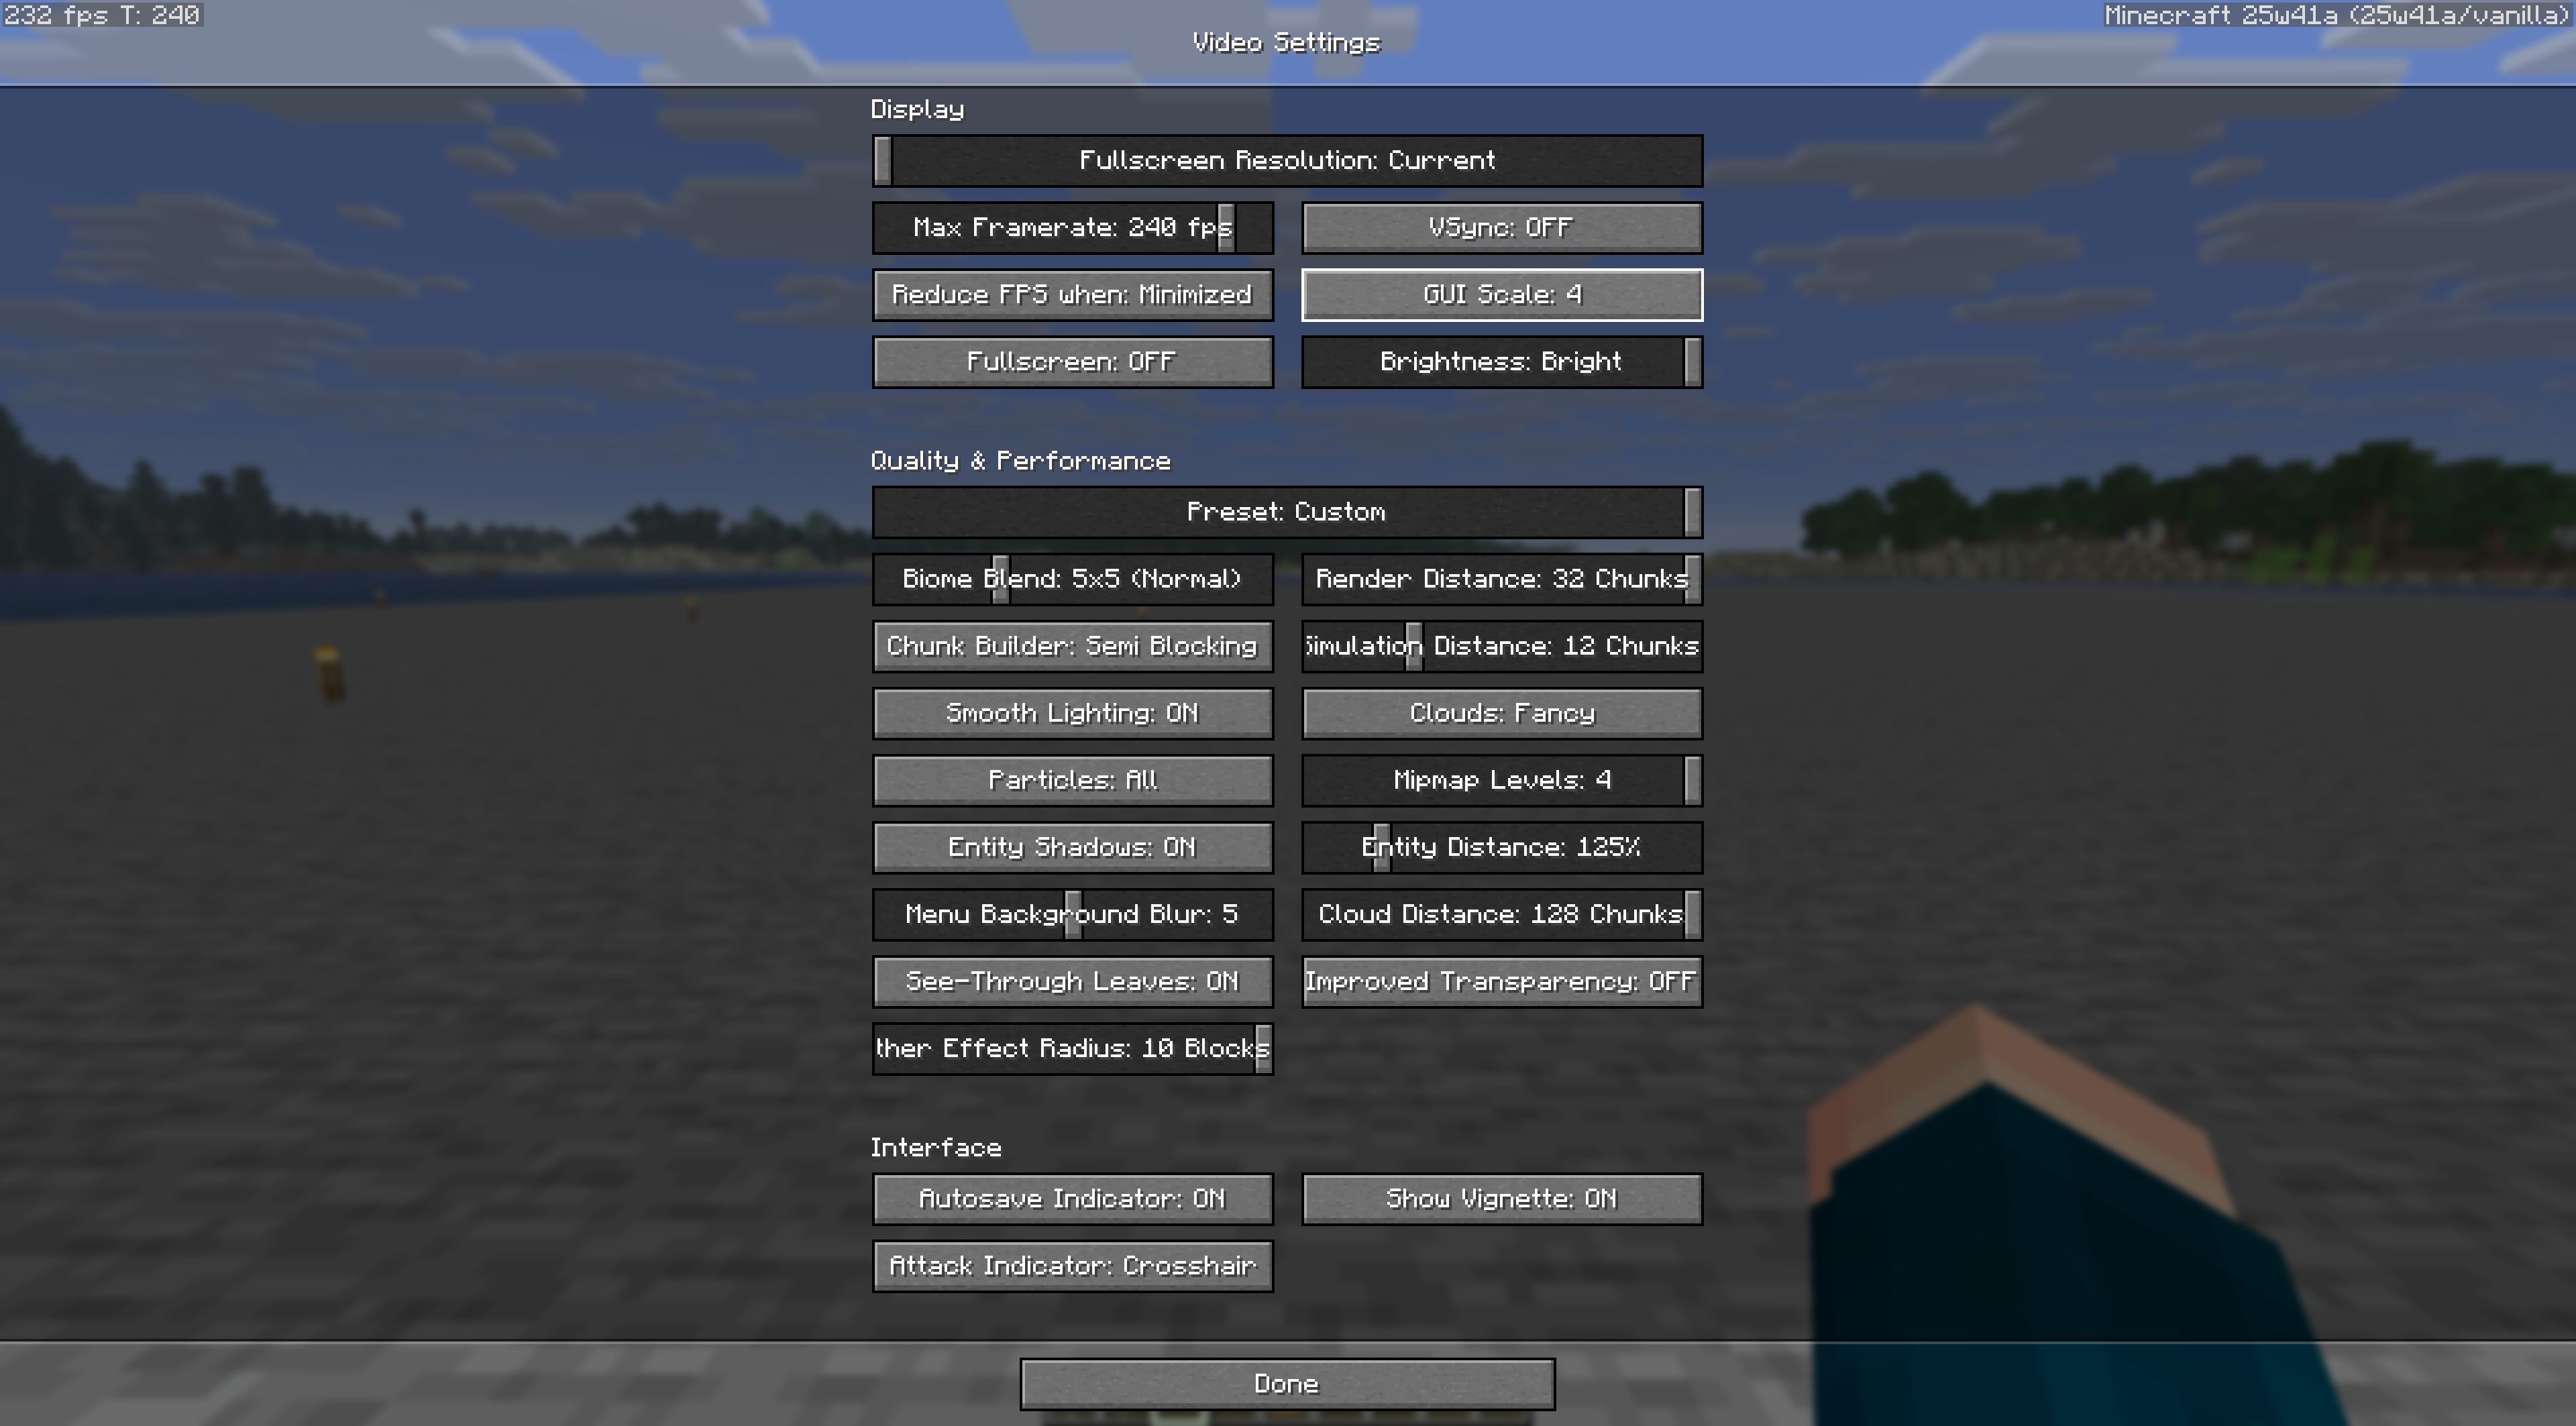 232 fps T: 240
Minecraft 25w41a (25w41a/vanilla)
Video Settings
Display
Fullscreen Resolution: Current
Max Framerate: 240 fps
VSync: OFF
Reduce FPS when: Minimized
GUI Scale: 4
Fullscreen: OFF
Brightness: Bright
Quality & Performance
Preset: Custom
Biome Blend: 5x5 (Normal)
Render Distance: 32 Chunks
Chunk Builder: Semi Blocking
Simulation Distance: 12 Chunks
Smooth Lighting: ON
Clouds: Fancy
Particles: All
Mipmap Levels: 4
Entity Shadows: ON
Entity Distance: 125%
Menu Background Blur: 5
Cloud Distance: 128 Chunks
See-Through Leaves: ON
Improved Transparency: OFF
ther Effect Radius: 10 Blocks
Interface
Autosave Indicator: ON
Show Vignette: ON
Attack Indicator: Crosshair
Done